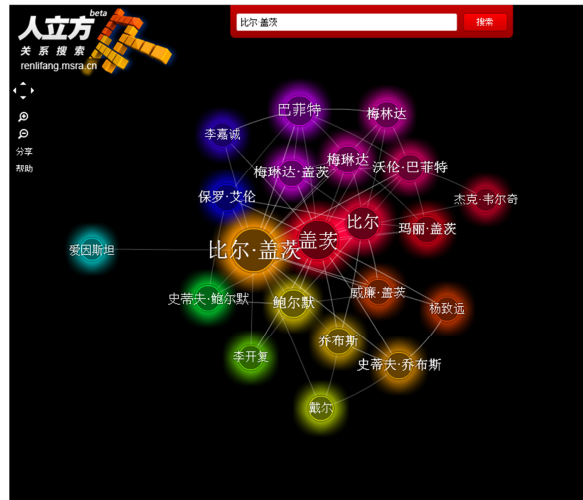 beta
人立方
关系搜索
renlifang.msra.cn
比尔·盖茨
搜索
分享
帮助
巴菲特
梅林达
李嘉诚
梅琳达
梅琳达·盖茨
沃伦·巴菲特
保罗·艾伦
杰克·韦尔奇
比尔
玛丽·盖茨
盖茨
比尔·盖茨
爱因斯坦
史蒂夫·鲍尔默
鲍尔默
威廉·盖茨
杨致远
乔布斯
李开复
史蒂夫·乔布斯
戴尔